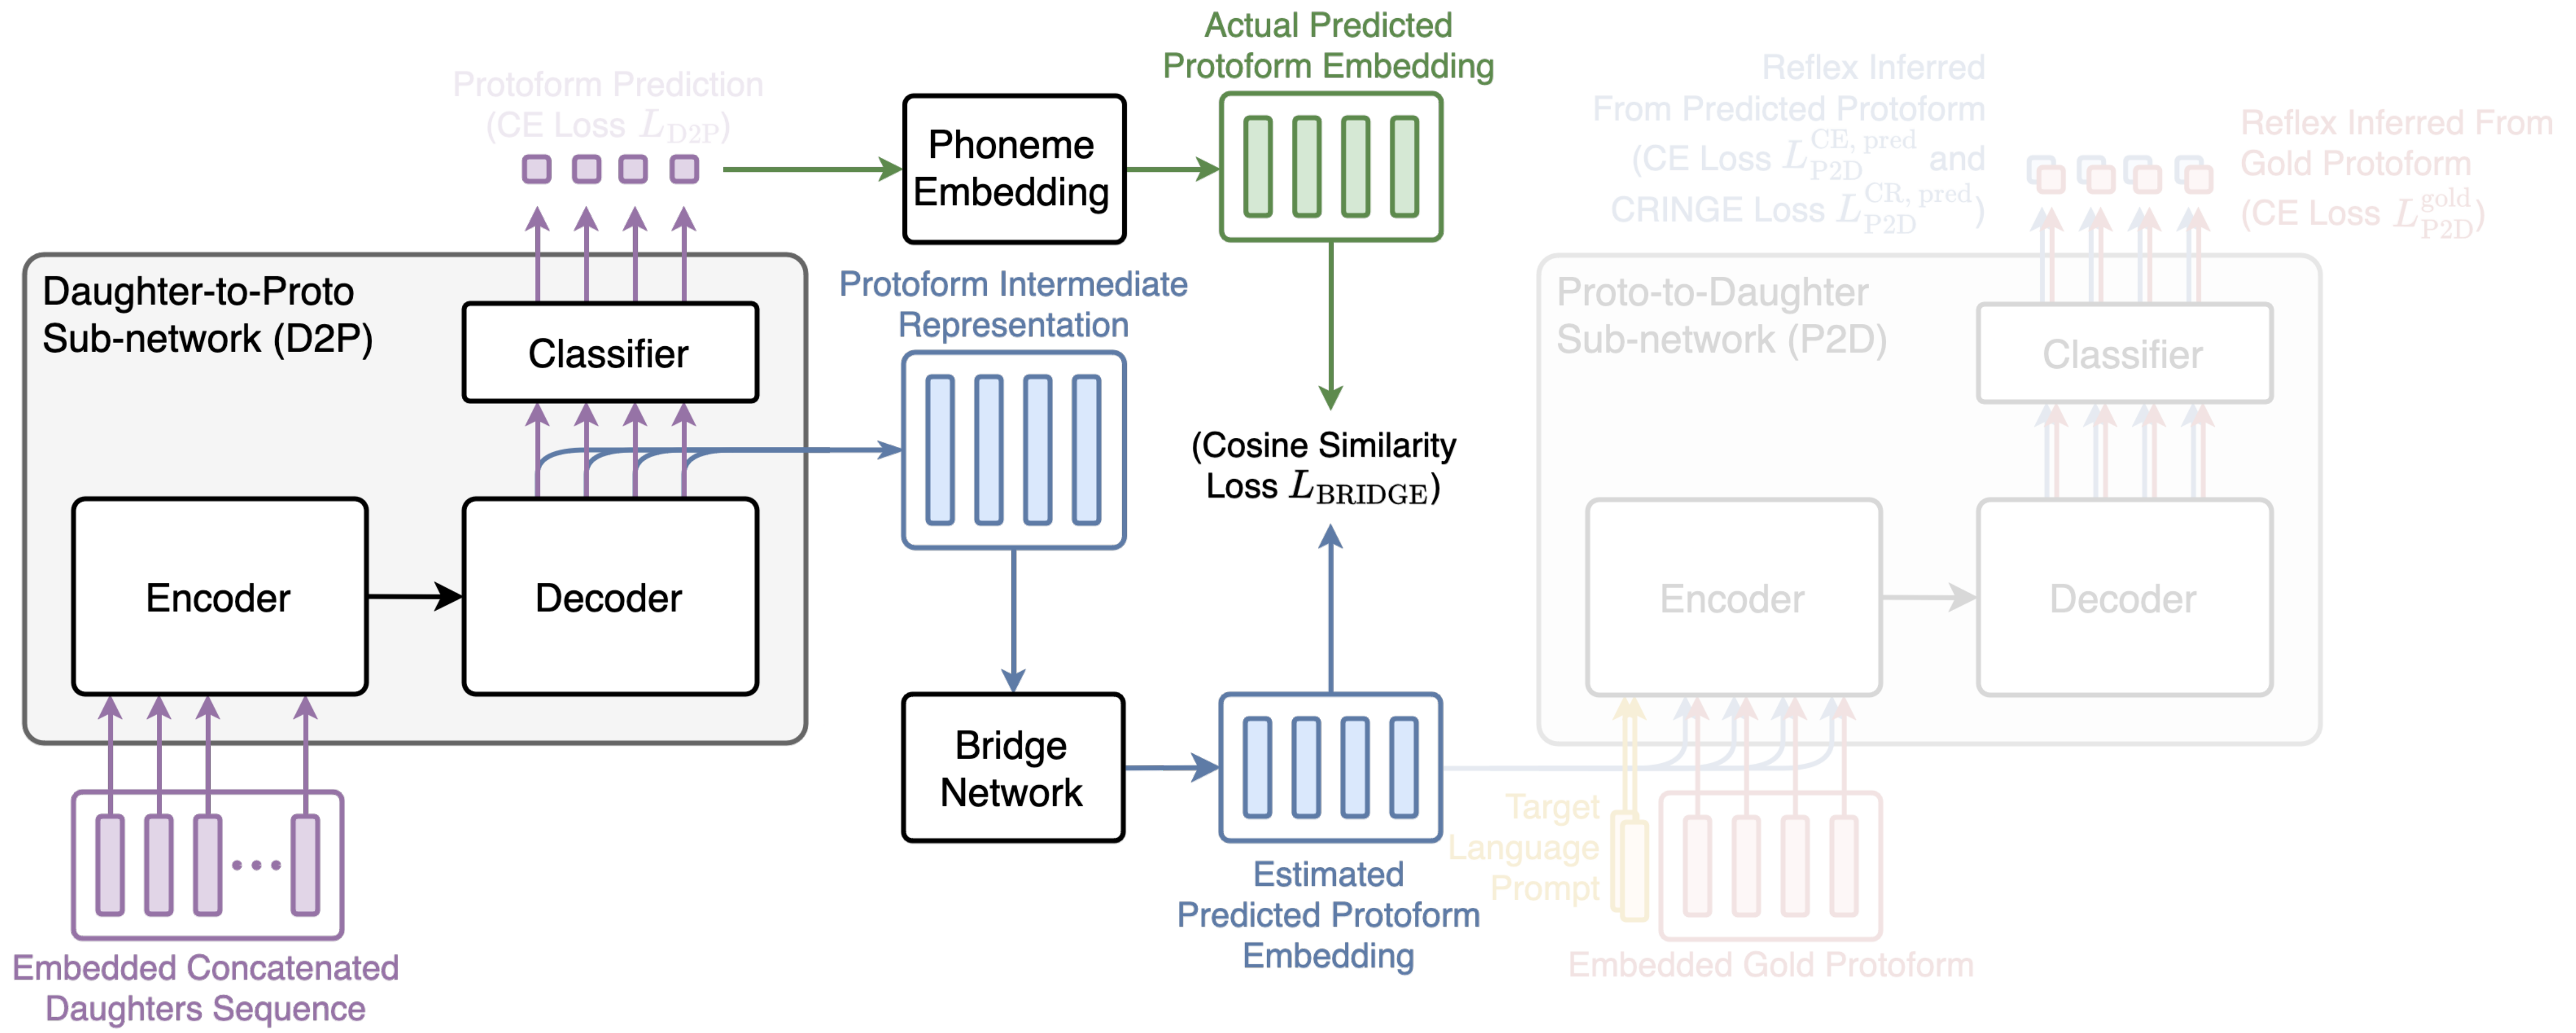 Actual Predicted
Protoform Embedding
Protoform Prediction
(CE Loss L_D2P)
Phoneme
Embedding
Reflex Inferred
From Predicted Protoform
(CE Loss L_P2D^CE, pred and
CRINGE Loss L_P2D^CR, pred)
Reflex Inferred From
Gold Protoform
(CE Loss L_P2D^gold)
Daughter-to-Proto
Sub-network (D2P)
Classifier
Encoder
Decoder
Embedded Concatenated
Daughters Sequence
Protoform Intermediate
Representation
(Cosine Similarity
Loss L_BRIDGE)
Bridge
Network
Estimated
Predicted Protoform
Embedding
Proto-to-Daughter
Sub-network (P2D)
Classifier
Encoder
Decoder
Target
Language
Prompt
Embedded Gold Protoform